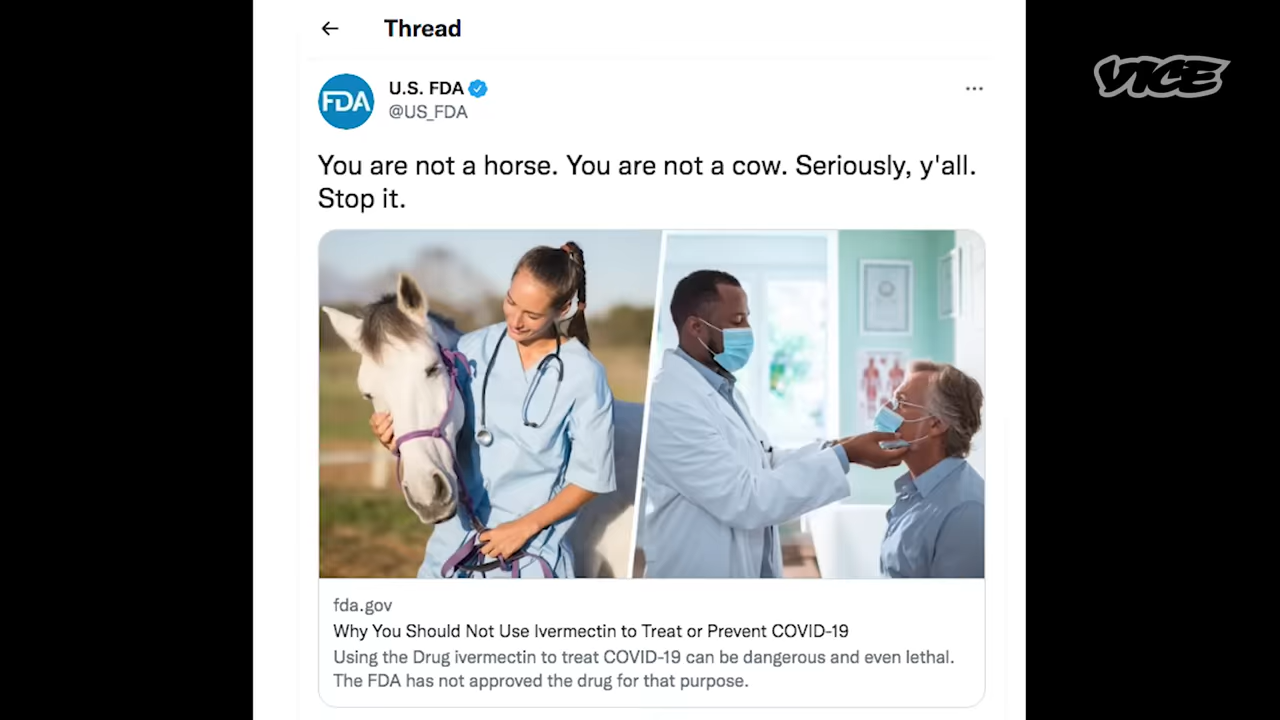 Thread
VICE
U.S. FDA
FDA
@US_FDA
You are not a horse. You are not a cow. Seriously, y'all.
Stop it.
fda.gov
Why You Should Not Use Ivermectin to Treat or Prevent COVID-19
Using the Drug ivermectin to treat COVID-19 can be dangerous and even lethal.
The FDA has not approved the drug for that purpose.